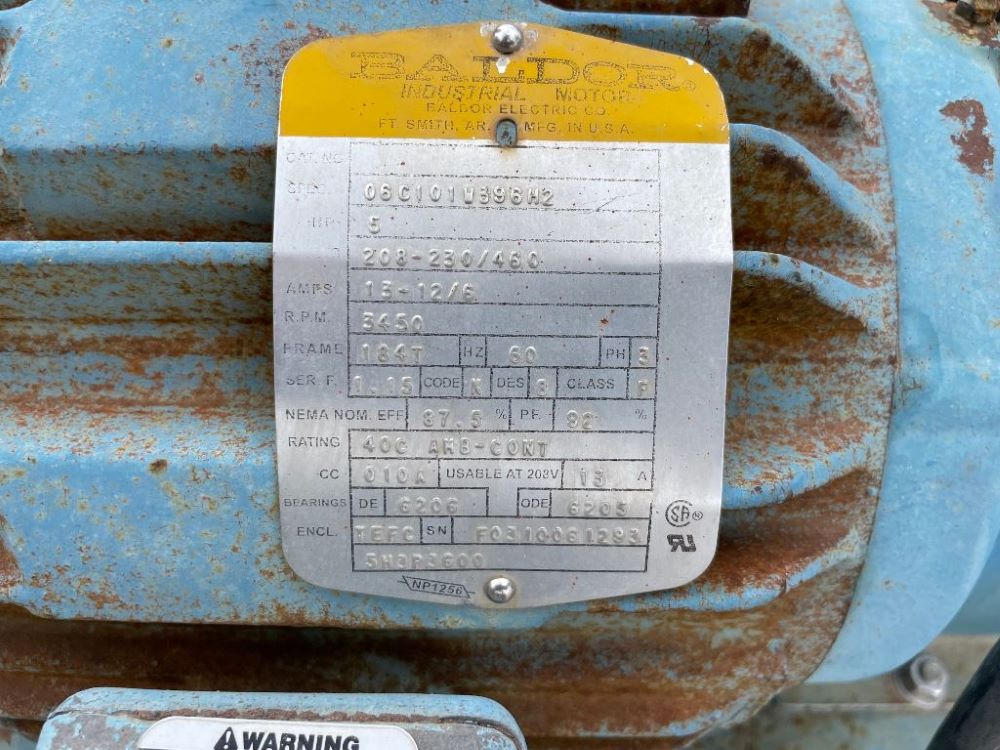 BALDOR®
INDUSTRIAL MOTOR
BALDOR ELECTRIC CO.
FT. SMITH, AR. MFG. IN U.S.A.
CAT. NO
SPEC. 06C101W396H2
HP 5
208-230/460
AMPS 13-12/6
R.P.M. 3450
FRAME 184T HZ 60 PH 3
SER. F. 1.15 CODE K DES B CLASS F
NEMA NOM. EFF 87.5 % P.F. 92 %
RATING 40C AMB-CONT
CC 010A USABLE AT 208V 13 A
BEARINGS DE 6206 ODE 6205
ENCL. TEFC SN F0310061293
NP1256
WARNING